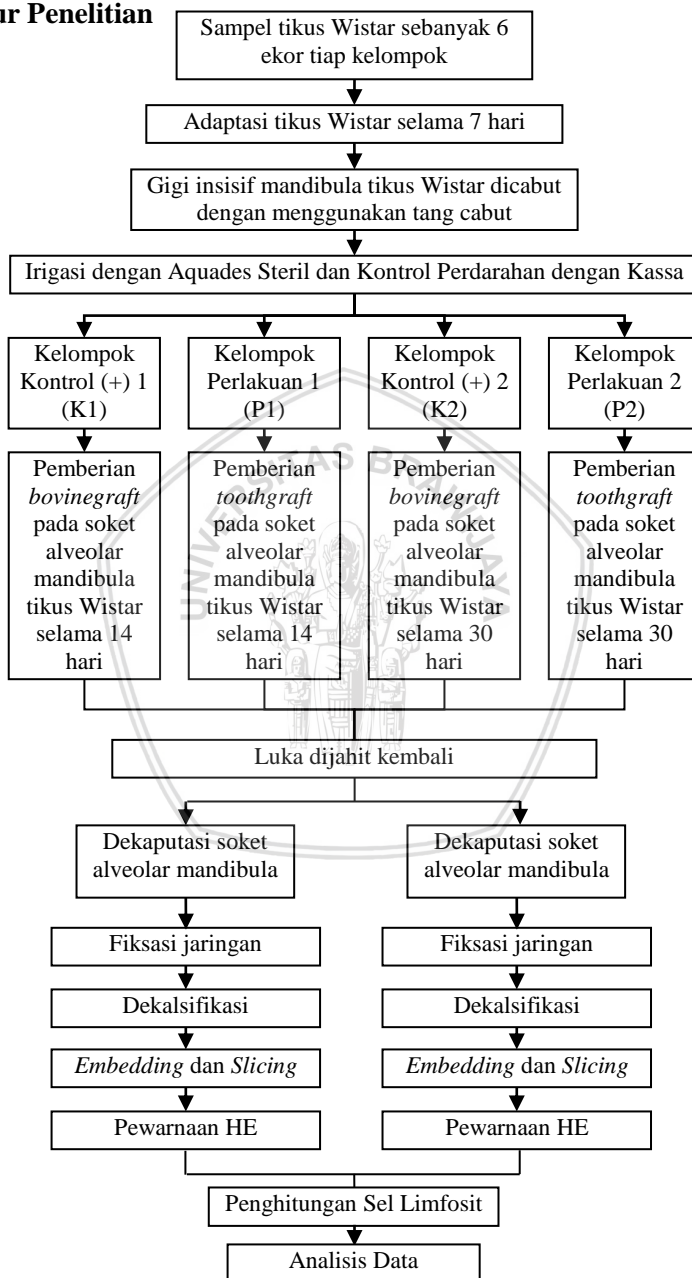 ur Penelitian
Sampel tikus Wistar sebanyak 6
ekor tiap kelompok
Adaptasi tikus Wistar selama 7 hari
Gigi insisif mandibula tikus Wistar dicabut
dengan menggunakan tang cabut
Irigasi dengan Aquades Steril dan Kontrol Perdarahan dengan Kassa
Kelompok
Kontrol (+) 1
(K1)
Kelompok
Perlakuan 1
(P1)
Kelompok
Kontrol (+) 2
(K2)
Kelompok
Perlakuan 2
(P2)
Pemberian
bovinegraft
pada soket
alveolar
mandibula
tikus Wistar
selama 14
hari
Pemberian
toothgraft
pada soket
alveolar
mandibula
tikus Wistar
selama 14
hari
Pemberian
bovinegraft
pada soket
alveolar
mandibula
tikus Wistar
selama 30
hari
Pemberian
toothgraft
pada soket
alveolar
mandibula
tikus Wistar
selama 30
hari
UNIVERSITAS BRAWIJAYA
Luka dijahit kembali
Dekaputasi soket
alveolar mandibula
Fiksasi jaringan
Dekalsifikasi
Embedding dan Slicing
Pewarnaan HE
Dekaputasi soket
alveolar mandibula
Fiksasi jaringan
Dekalsifikasi
Embedding dan Slicing
Pewarnaan HE
Penghitungan Sel Limfosit
Analisis Data